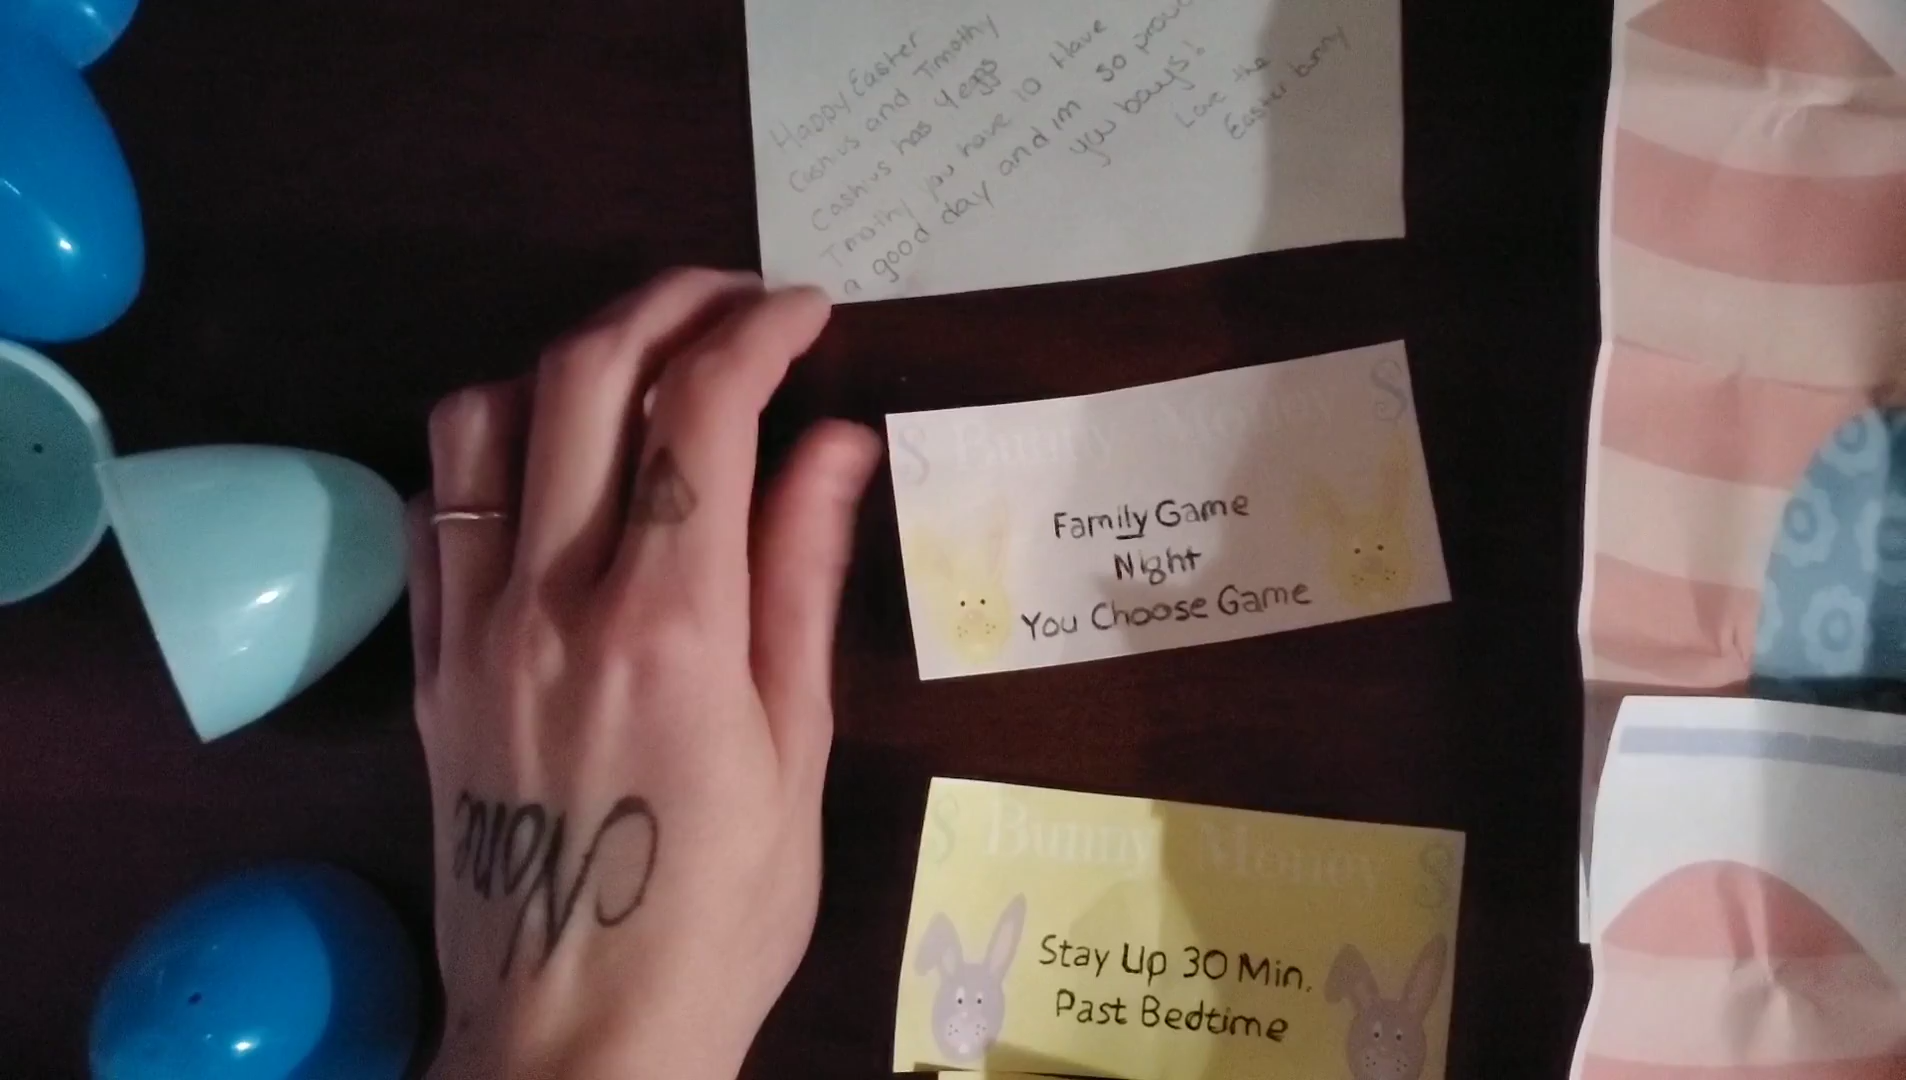 Happy Easter
Cashius and Timothy
Cashius has 4 eggs
Tmothy you have 10 Have
a good day and im so proud
you boys!
Love the
Easter bunny
$ Bunny Money $
Family Game
Night
You Choose Game
$ Bunny Money $
Stay Up 30 Min.
Past Bedtime